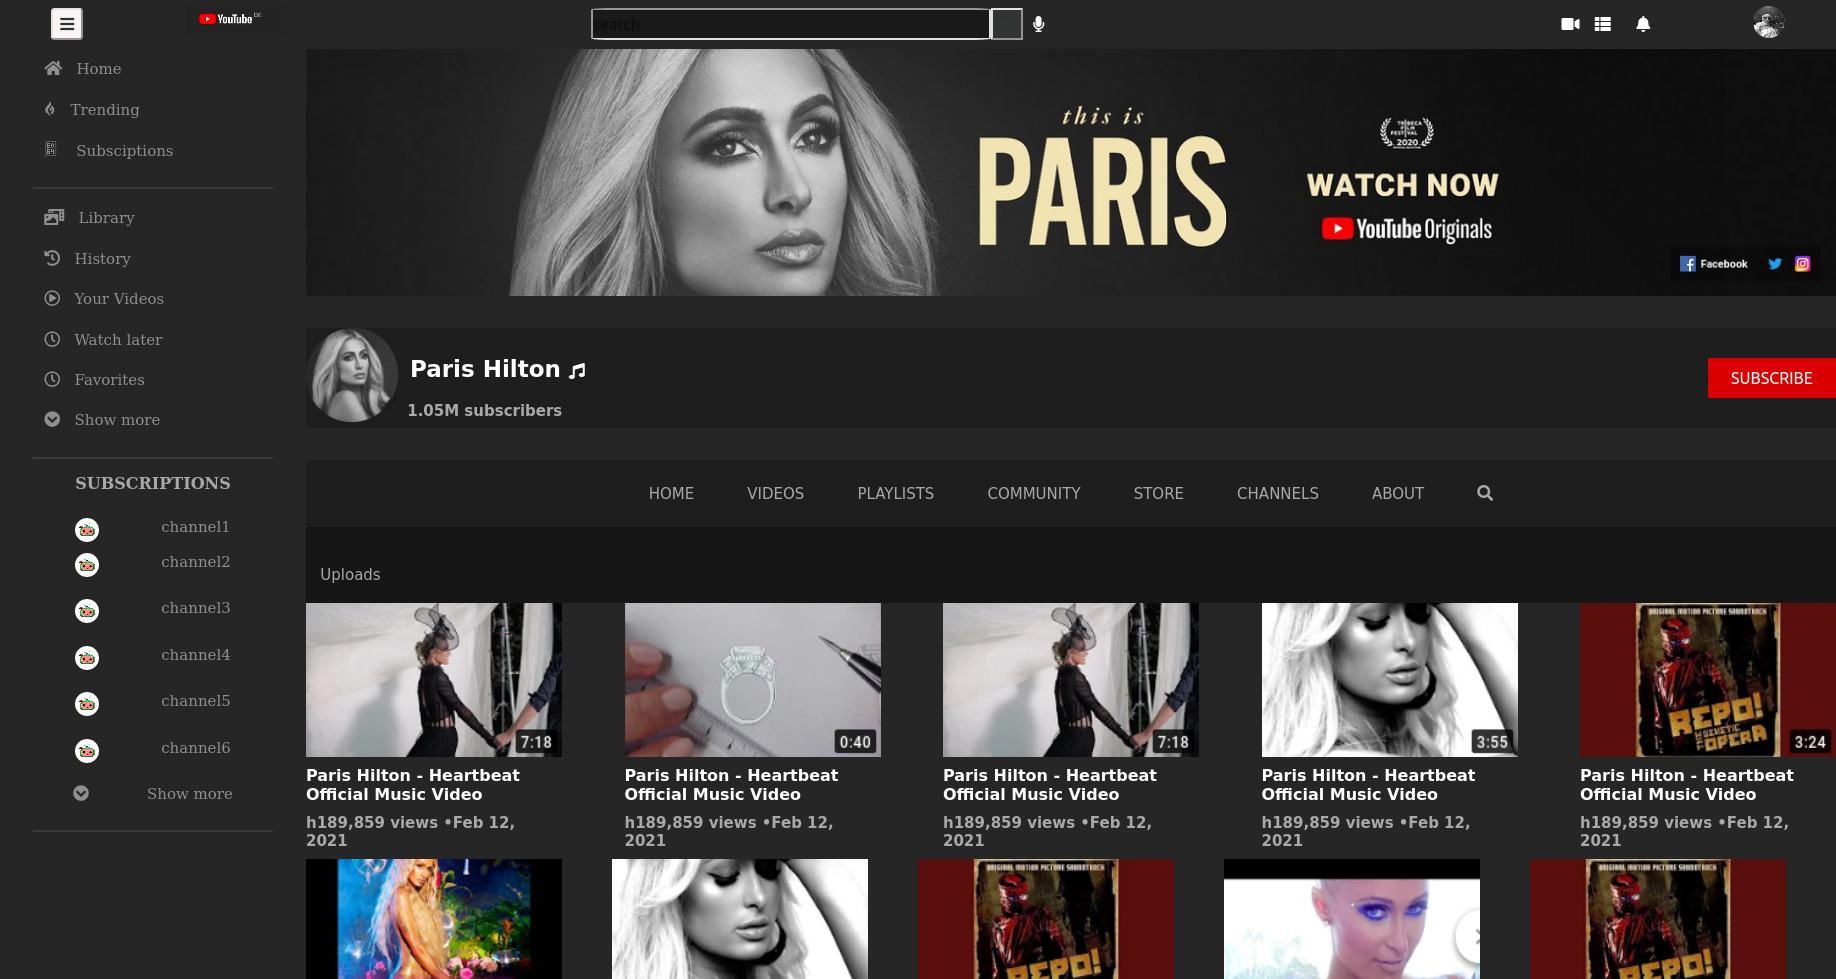 YouTube DE
search
Home
Trending
Subsciptions
Library
History
Your Videos
Watch later
Favorites
Show more
SUBSCRIPTIONS
channel1
channel2
channel3
channel4
channel5
channel6
Show more
this is
PARIS
TRIBECA
FILM
FESTIVAL
2020
WATCH NOW
YouTube Originals
Facebook
Paris Hilton
1.05M subscribers
SUBSCRIBE
HOME VIDEOS PLAYLISTS COMMUNITY STORE CHANNELS ABOUT
Uploads
7:18
Paris Hilton - Heartbeat
Official Music Video
h189,859 views •Feb 12,
2021
0:40
Paris Hilton - Heartbeat
Official Music Video
h189,859 views •Feb 12,
2021
7:18
Paris Hilton - Heartbeat
Official Music Video
h189,859 views •Feb 12,
2021
3:55
Paris Hilton - Heartbeat
Official Music Video
h189,859 views •Feb 12,
2021
ORIGINAL MOTION PICTURE SOUNDTRACK
REPO!
THE GENETIC
OPERA
3:24
Paris Hilton - Heartbeat
Official Music Video
h189,859 views •Feb 12,
2021
ORIGINAL MOTION PICTURE SOUNDTRACK
REPO!
ORIGINAL MOTION PICTURE SOUNDTRACK
REPO!